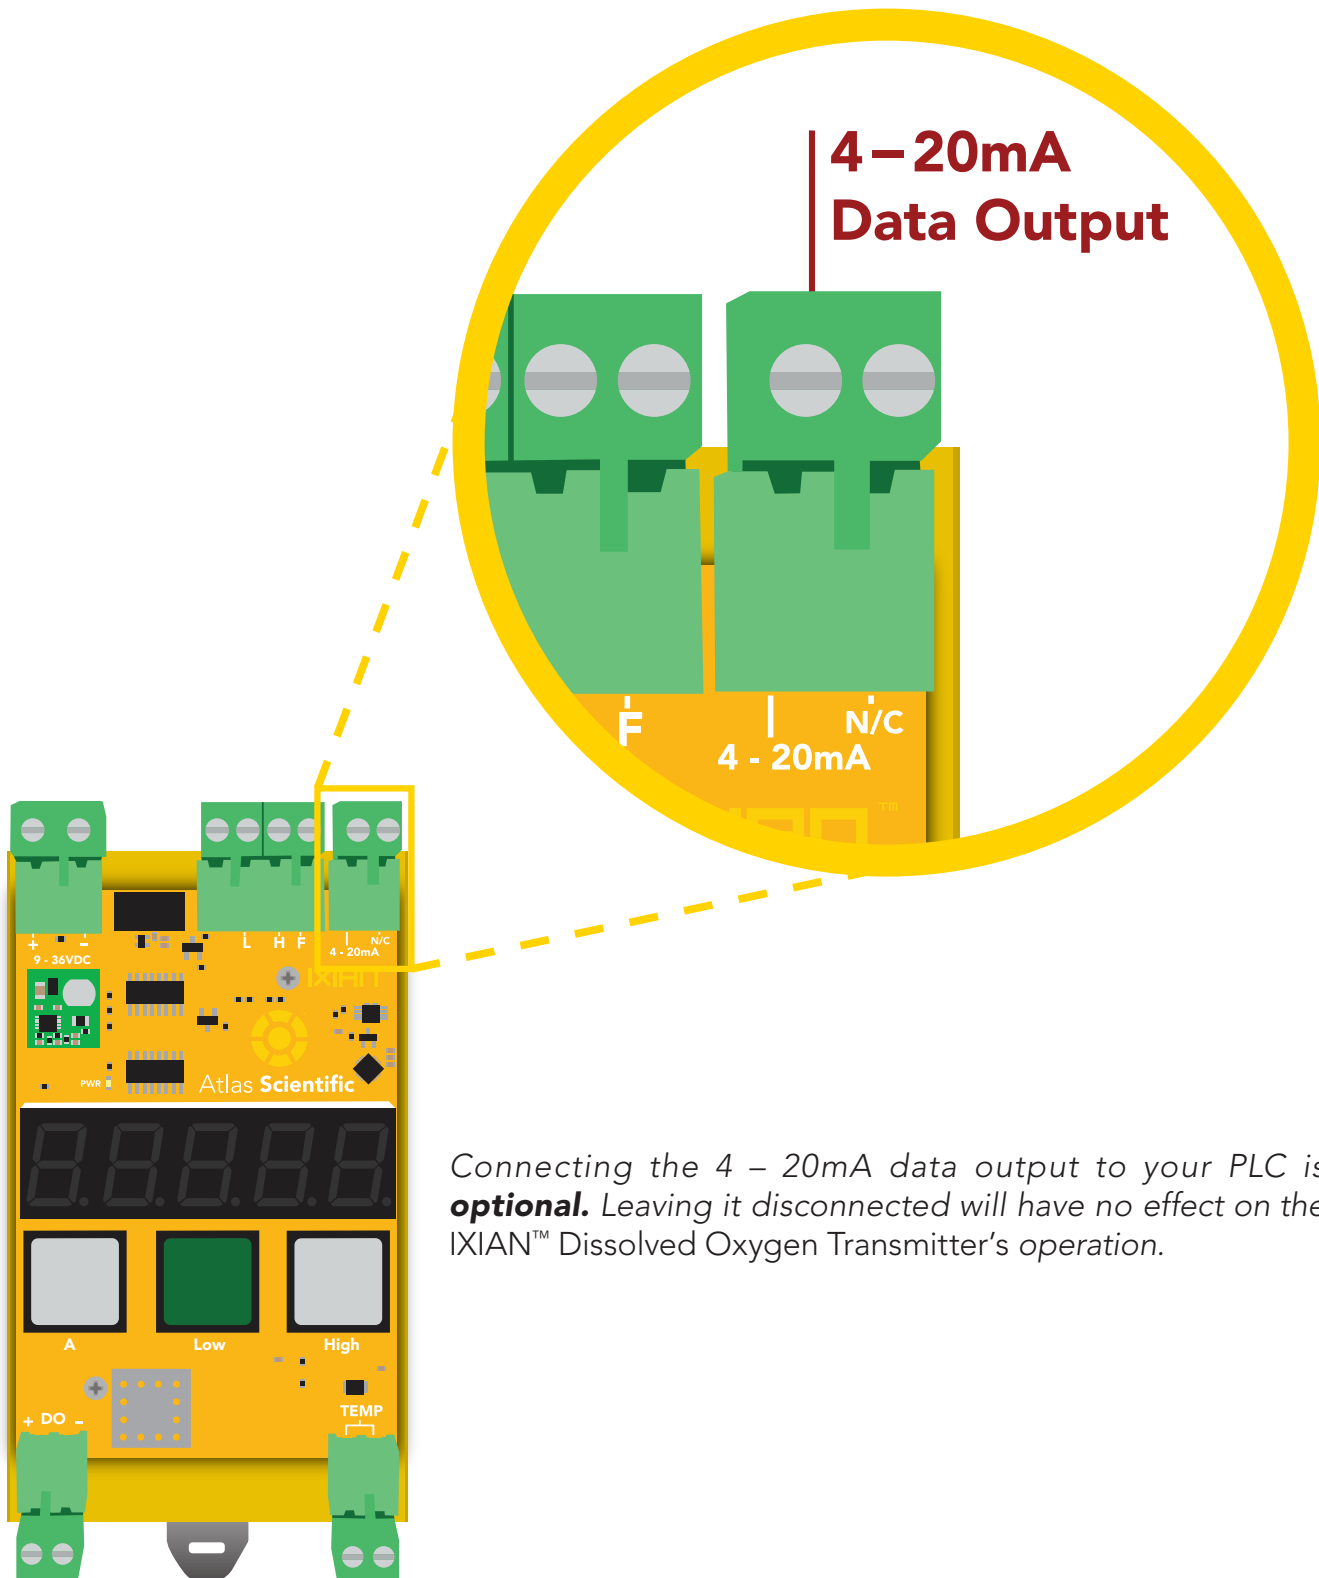 4–20mA
Data Output
F
N/C
4 - 20mA
™
+ -
9 - 36VDC
L H F
N/C
4 - 20mA
IXIAN
PWR
Atlas Scientific
Connecting the 4 – 20mA data output to your PLC is
optional. Leaving it disconnected will have no effect on the
IXIAN™ Dissolved Oxygen Transmitter's operation.
A
Low
High
+ DO -
TEMP